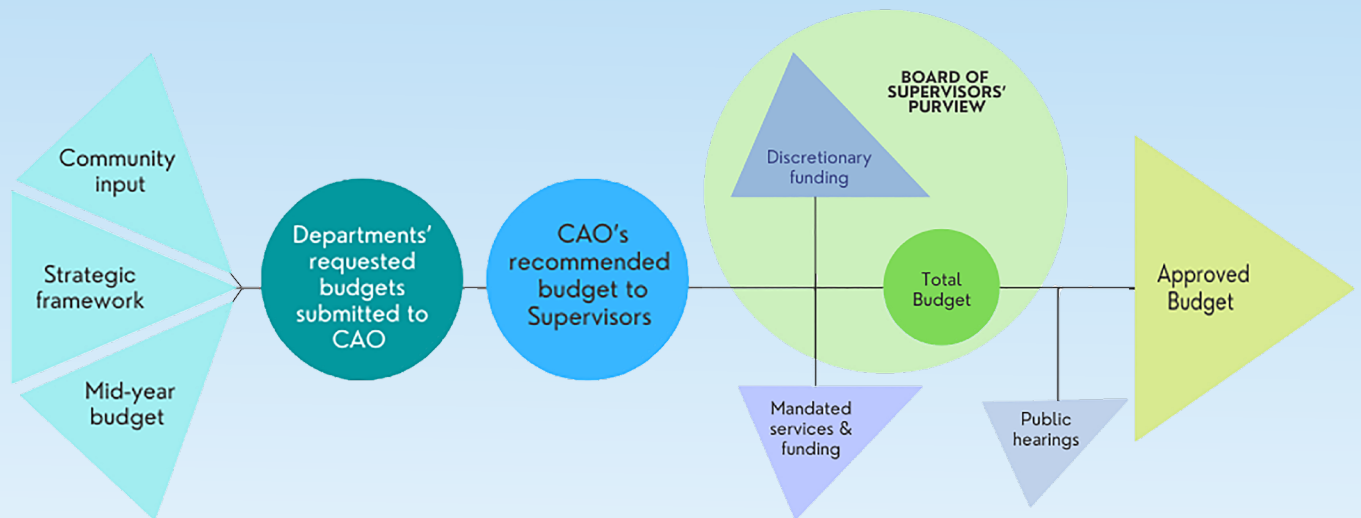 Community
input
Strategic
framework
Mid-year
budget
Departments'
requested
budgets
submitted to
CAO
CAO's
recommended
budget to
Supervisors
BOARD OF
SUPERVISORS'
PURVIEW
Discretionary
funding
Total
Budget
Mandated
services &
funding
Public
hearings
Approved
Budget